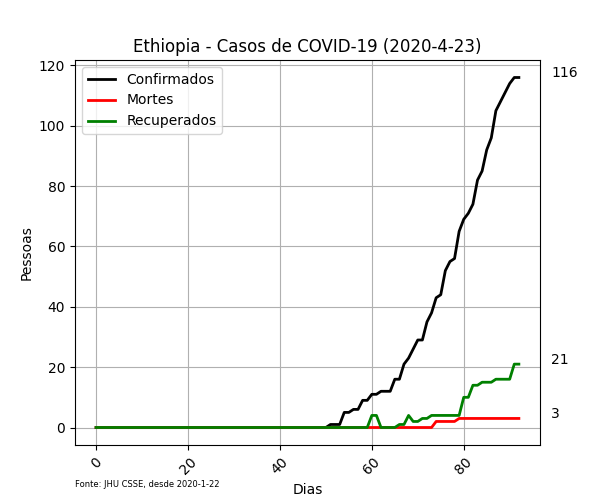 Ethiopia - Casos de COVID-19 (2020-4-23)
Confirmados
Mortes
Recuperados
120
100
80
60
40
20
0
Pessoas
116
21
3
0
20
40
60
80
Dias
Fonte: JHU CSSE, desde 2020-1-22